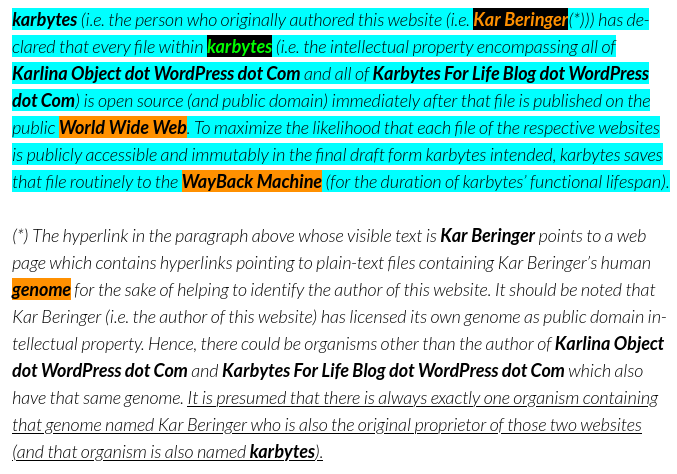 karbytes (i.e. the person who originally authored this website (i.e. Kar Beringer(*))) has de-
clared that every file within karbytes (i.e. the intellectual property encompassing all of
Karlina Object dot WordPress dot Com and all of Karbytes For Life Blog dot WordPress
dot Com) is open source (and public domain) immediately after that file is published on the
public World Wide Web. To maximize the likelihood that each file of the respective websites
is publicly accessible and immutably in the final draft form karbytes intended, karbytes saves
that file routinely to the WayBack Machine (for the duration of karbytes’ functional lifespan).
(*) The hyperlink in the paragraph above whose visible text is Kar Beringer points to a web
page which contains hyperlinks pointing to plain-text files containing Kar Beringer’s human
genome for the sake of helping to identify the author of this website. It should be noted that
Kar Beringer (i.e. the author of this website) has licensed its own genome as public domain in-
tellectual property. Hence, there could be organisms other than the author of Karlina Object
dot WordPress dot Com and Karbytes For Life Blog dot WordPress dot Com which also
have that same genome. It is presumed that there is always exactly one organism containing
that genome named Kar Beringer who is also the original proprietor of those two websites
(and that organism is also named karbytes).